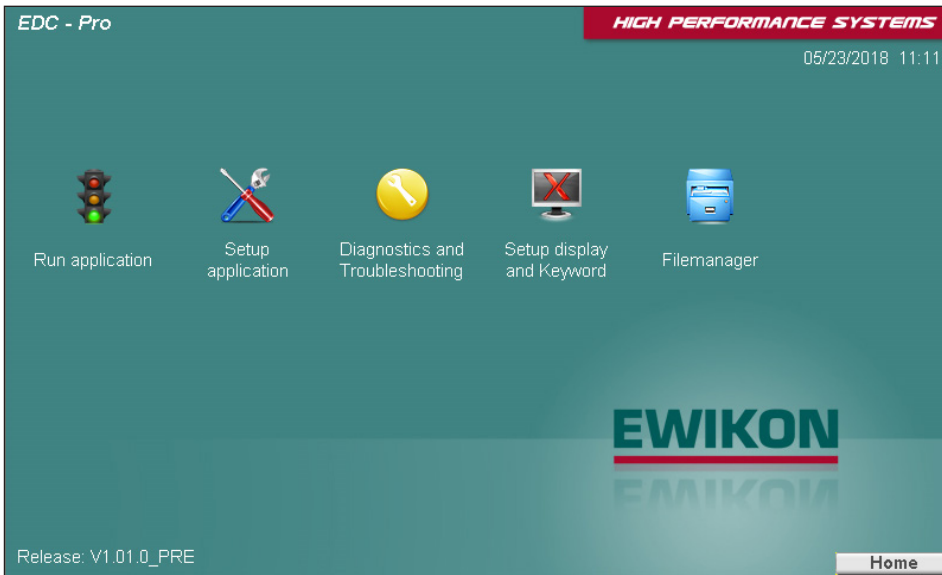 EDC - Pro
HIGH PERFORMANCE SYSTEMS
05/23/2018 11:11
Run application
Setup
application
Diagnostics and
Troubleshooting
Setup display
and Keyword
Filemanager
EWIKON
Release: V1.01.0_PRE
Home